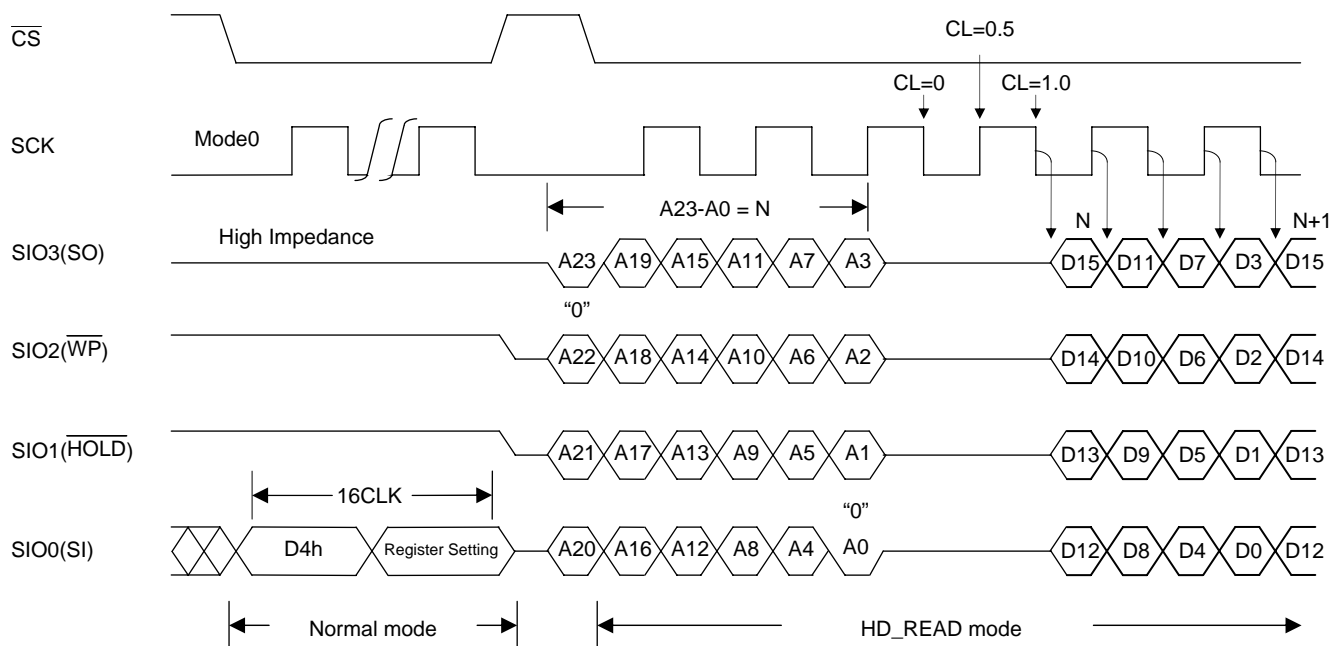 CS
CL=0.5
CL=0 CL=1.0
SCK Mode0
A23-A0 = N
High Impedance N N+1
SIO3(SO) A23 A19 A15 A11 A7 A3 D15 D11 D7 D3 D15
“0”
SIO2(WP) A22 A18 A14 A10 A6 A2 D14 D10 D6 D2 D14
SIO1(HOLD) A21 A17 A13 A9 A5 A1 D13 D9 D5 D1 D13
16CLK “0”
SIO0(SI) D4h Register Setting A20 A16 A12 A8 A4 A0 D12 D8 D4 D0 D12
Normal mode HD_READ mode